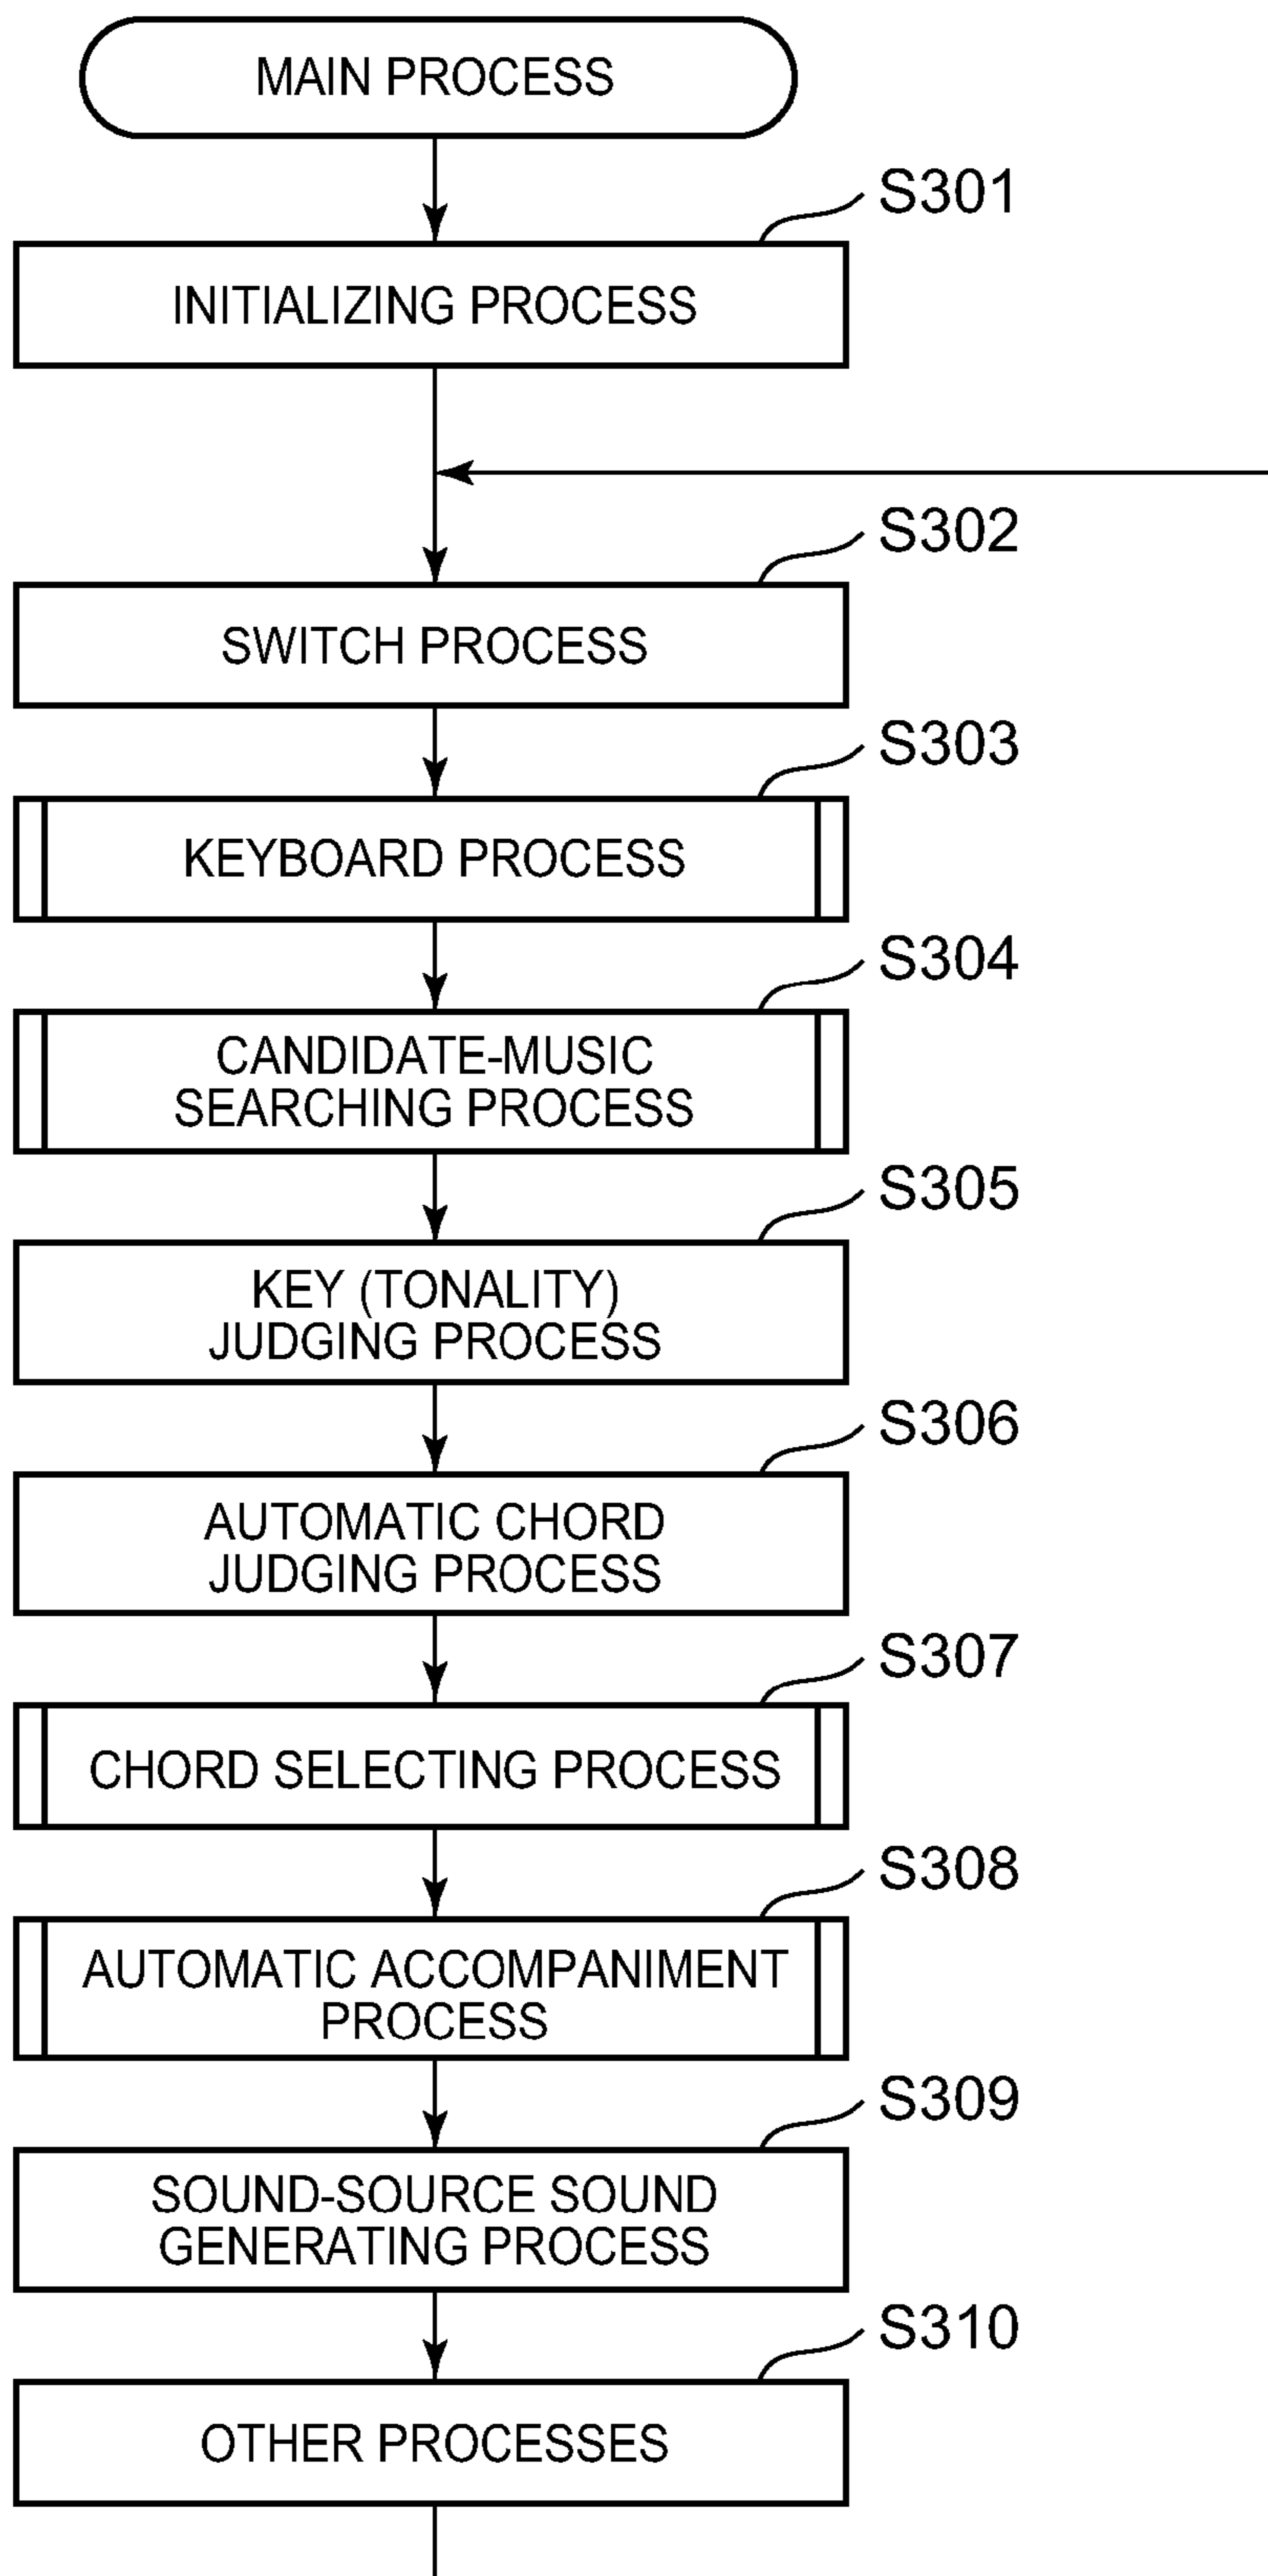 MAIN PROCESS
S301
INITIALIZING PROCESS
S302
SWITCH PROCESS
S303
KEYBOARD PROCESS
S304
CANDIDATE-MUSIC
SEARCHING PROCESS
S305
KEY (TONALITY)
JUDGING PROCESS
S306
AUTOMATIC CHORD
JUDGING PROCESS
S307
CHORD SELECTING PROCESS
S308
AUTOMATIC ACCOMPANIMENT
PROCESS
S309
SOUND-SOURCE SOUND
GENERATING PROCESS
S310
OTHER PROCESSES